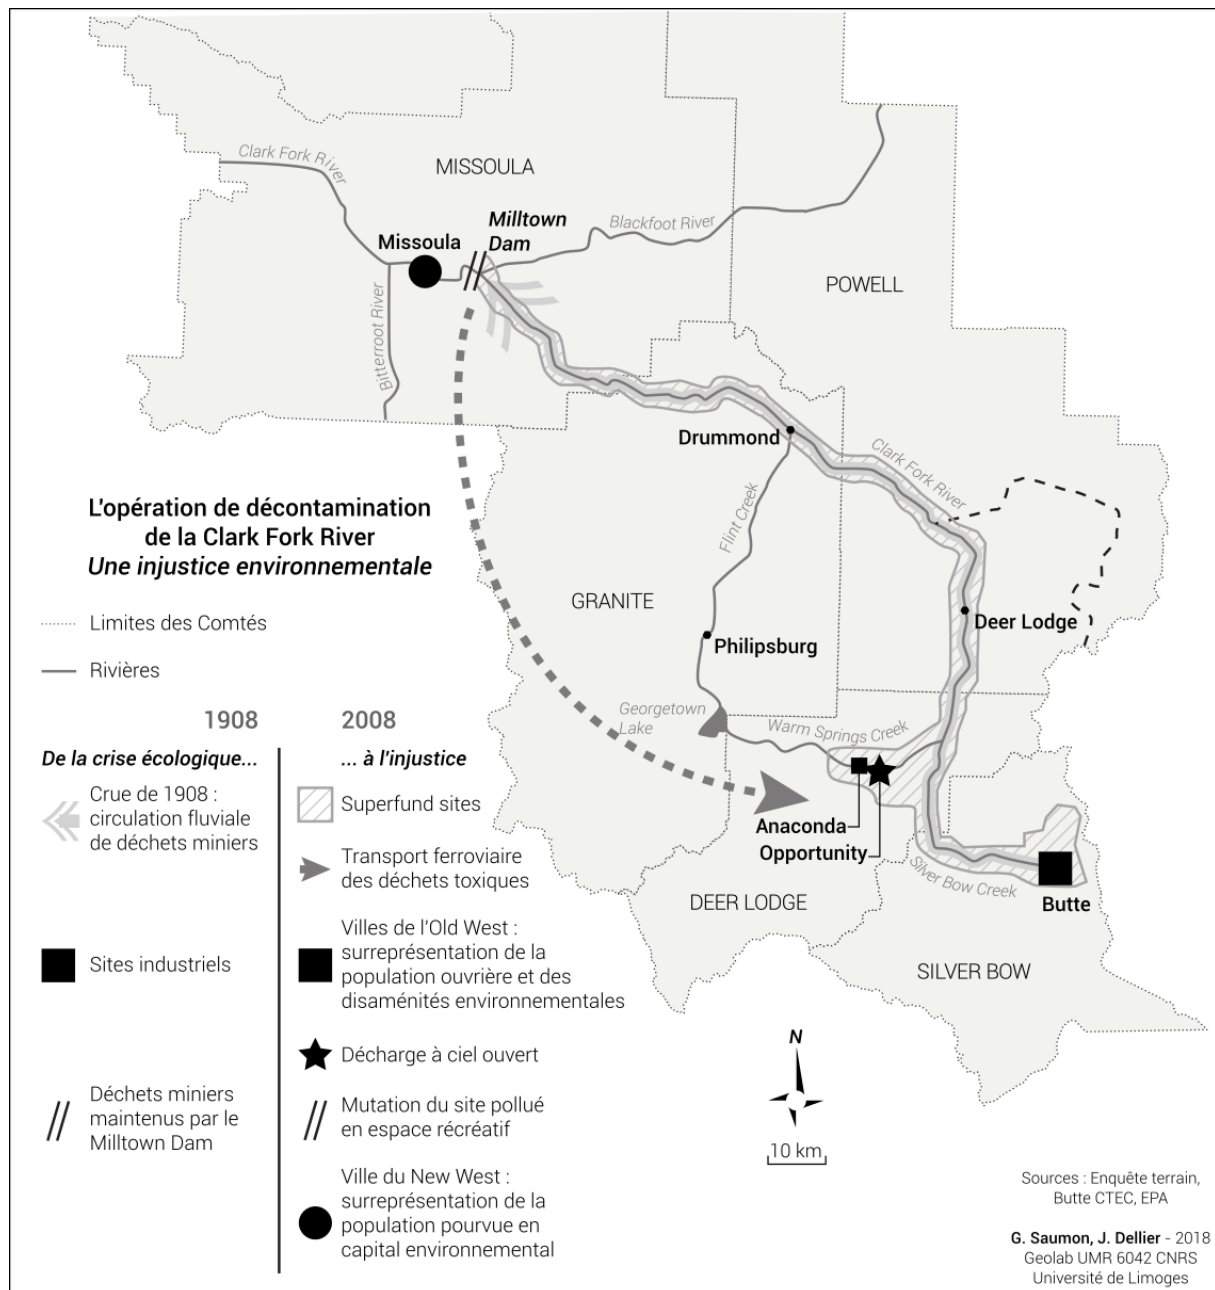 Clark Fork River
MISSOULA
Milltown
Dam
Blackfoot River
Missoula
POWELL
Bitterroot River
Drummond
Clark Fork River
Flint Creek
L'opération de décontamination
de la Clark Fork River
Une injustice environnementale
GRANITE
Deer Lodge
Limites des Comtés
Philipsburg
Rivières
Georgetown
Lake
Warm Springs Creek
1908
2008
De la crise écologique...
... à l'injustice
Crue de 1908 :
circulation fluviale
de déchets miniers
Superfund sites
Anaconda
Opportunity
Transport ferroviaire
des déchets toxiques
Silver Bow Creek
DEER LODGE
Butte
Sites industriels
Villes de l'Old West :
surreprésentation de la
population ouvrière et des
disaménités environnementales
SILVER BOW
Décharge à ciel ouvert
N
Déchets miniers
maintenus par le
Milltown Dam
Mutation du site pollué
en espace récréatif
10 km
Ville du New West :
surreprésentation de la
population pourvue en
capital environnemental
Sources : Enquête terrain,
Butte CTEC, EPA
G. Saumon, J. Dellier - 2018
Geolab UMR 6042 CNRS
Université de Limoges